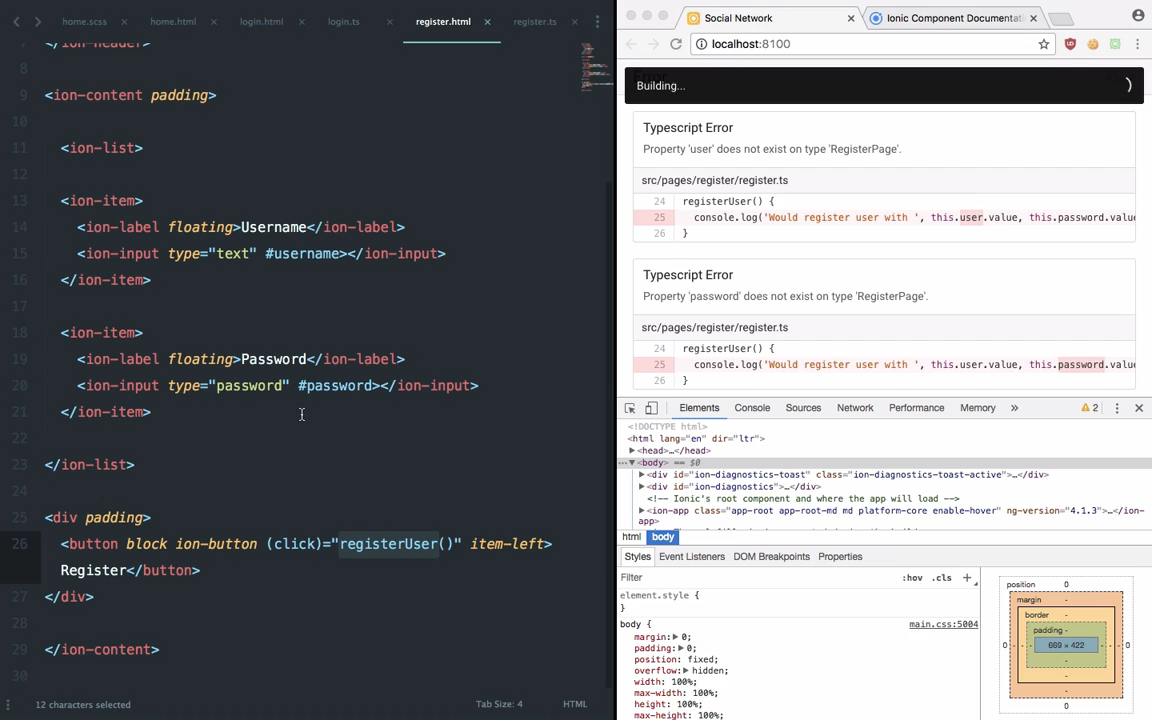 home.scss × home.html × login.html × login.ts × register.html × register.ts ×
7 </ion-header>
8
9 <ion-content padding>
10
11 <ion-list>
12
13 <ion-item>
14 <ion-label floating>Username</ion-label>
15 <ion-input type="text" #username></ion-input>
16 </ion-item>
17
18 <ion-item>
19 <ion-label floating>Password</ion-label>
20 <ion-input type="password" #password></ion-input>
21 </ion-item>
22
23 </ion-list>
24
25 <div padding>
26 <button block ion-button (click)="registerUser()" item-left>
Register</button>
27 </div>
28
29 </ion-content>
30
12 characters selected
Tab Size: 4
HTML
Social Network × Ionic Component Documentati ×
localhost:8100
Building...
Typescript Error
Property 'user' does not exist on type 'RegisterPage'.
src/pages/register/register.ts
24 registerUser() {
25 console.log('Would register user with ', this.user.value, this.password.value
26 }
Typescript Error
Property 'password' does not exist on type 'RegisterPage'.
src/pages/register/register.ts
24 registerUser() {
25 console.log('Would register user with ', this.user.value, this.password.value
26 }
Elements Console Sources Network Performance Memory » 2 ×
<!DOCTYPE html>
<html lang="en" dir="ltr">
▶<head>…</head>
…▼<body> == $0
▶<div id="ion-diagnostics-toast" class="ion-diagnostics-toast-active">…</div>
▶<div id="ion-diagnostics">…</div>
<!-- Ionic's root component and where the app will load -->
▶<ion-app class="app-root app-root-md md platform-core enable-hover" ng-version="4.1.3">…</ion-
app>
html body
Styles Event Listeners DOM Breakpoints Properties
Filter :hov .cls +
element.style {
}
body { main.css:5004
margin:▶0;
padding:▶0;
position: fixed;
overflow:▶hidden;
width: 100%;
max-width: 100%;
height: 100%;
max-height: 100%;
position 0
margin -
border -
padding -
0 - - - 669 × 422 - - - 0
-
-
-
0